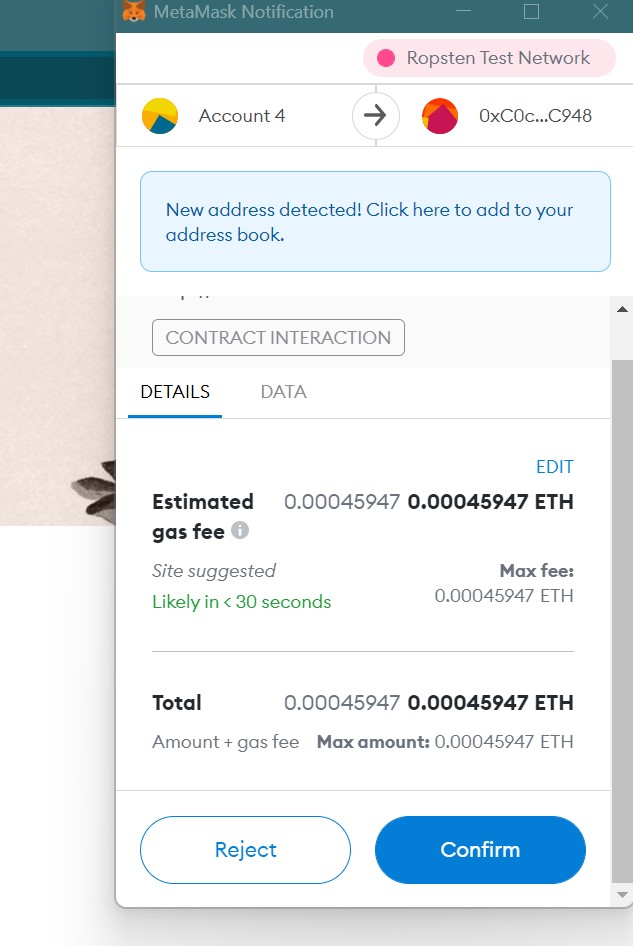 MetaMask Notification
Ropsten Test Network
Account 4
0xC0c...C948
New address detected! Click here to add to your
address book.
CONTRACT INTERACTION
DETAILS DATA
EDIT
Estimated 0.00045947 0.00045947 ETH
gas fee
Site suggested Max fee:
Likely in < 30 seconds 0.00045947 ETH
Total 0.00045947 0.00045947 ETH
Amount + gas fee Max amount: 0.00045947 ETH
Reject Confirm